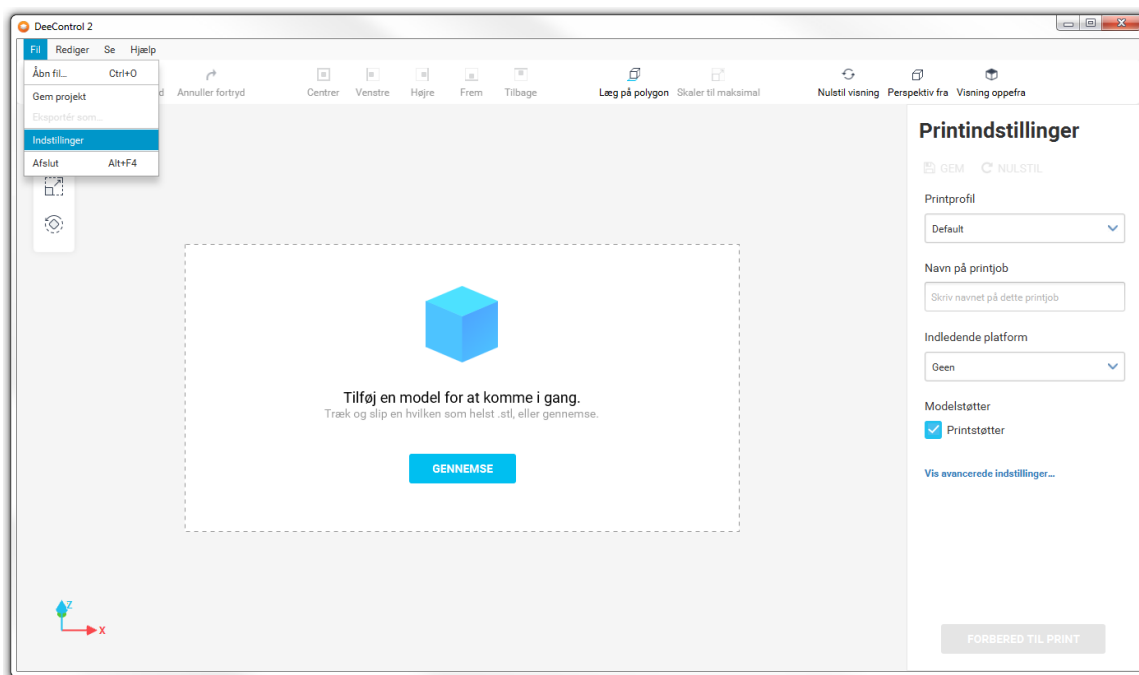 DeeControl 2
Fil Rediger Se Hjælp
Åbn fil... Ctrl+O
Gem projekt
Eksportér som...
Indstillinger
Afslut Alt+F4
Annuller fortryd Centrer Venstre Højre Frem Tilbage Læg på polygon Skaler til maksimal Nulstil visning Perspektiv fra Visning oppefra
Tilføj en model for at komme i gang.
Træk og slip en hvilken som helst .stl, eller gennemse.
GENNEMSE
Z
X
Printindstillinger
GEM NULSTIL
Printprofil
Default
Navn på printjob
Skriv navnet på dette printjob
Indledende platform
Geen
Modelstøtter
Printstøtter
Vis avancerede indstillinger...
FORBERED TIL PRINT